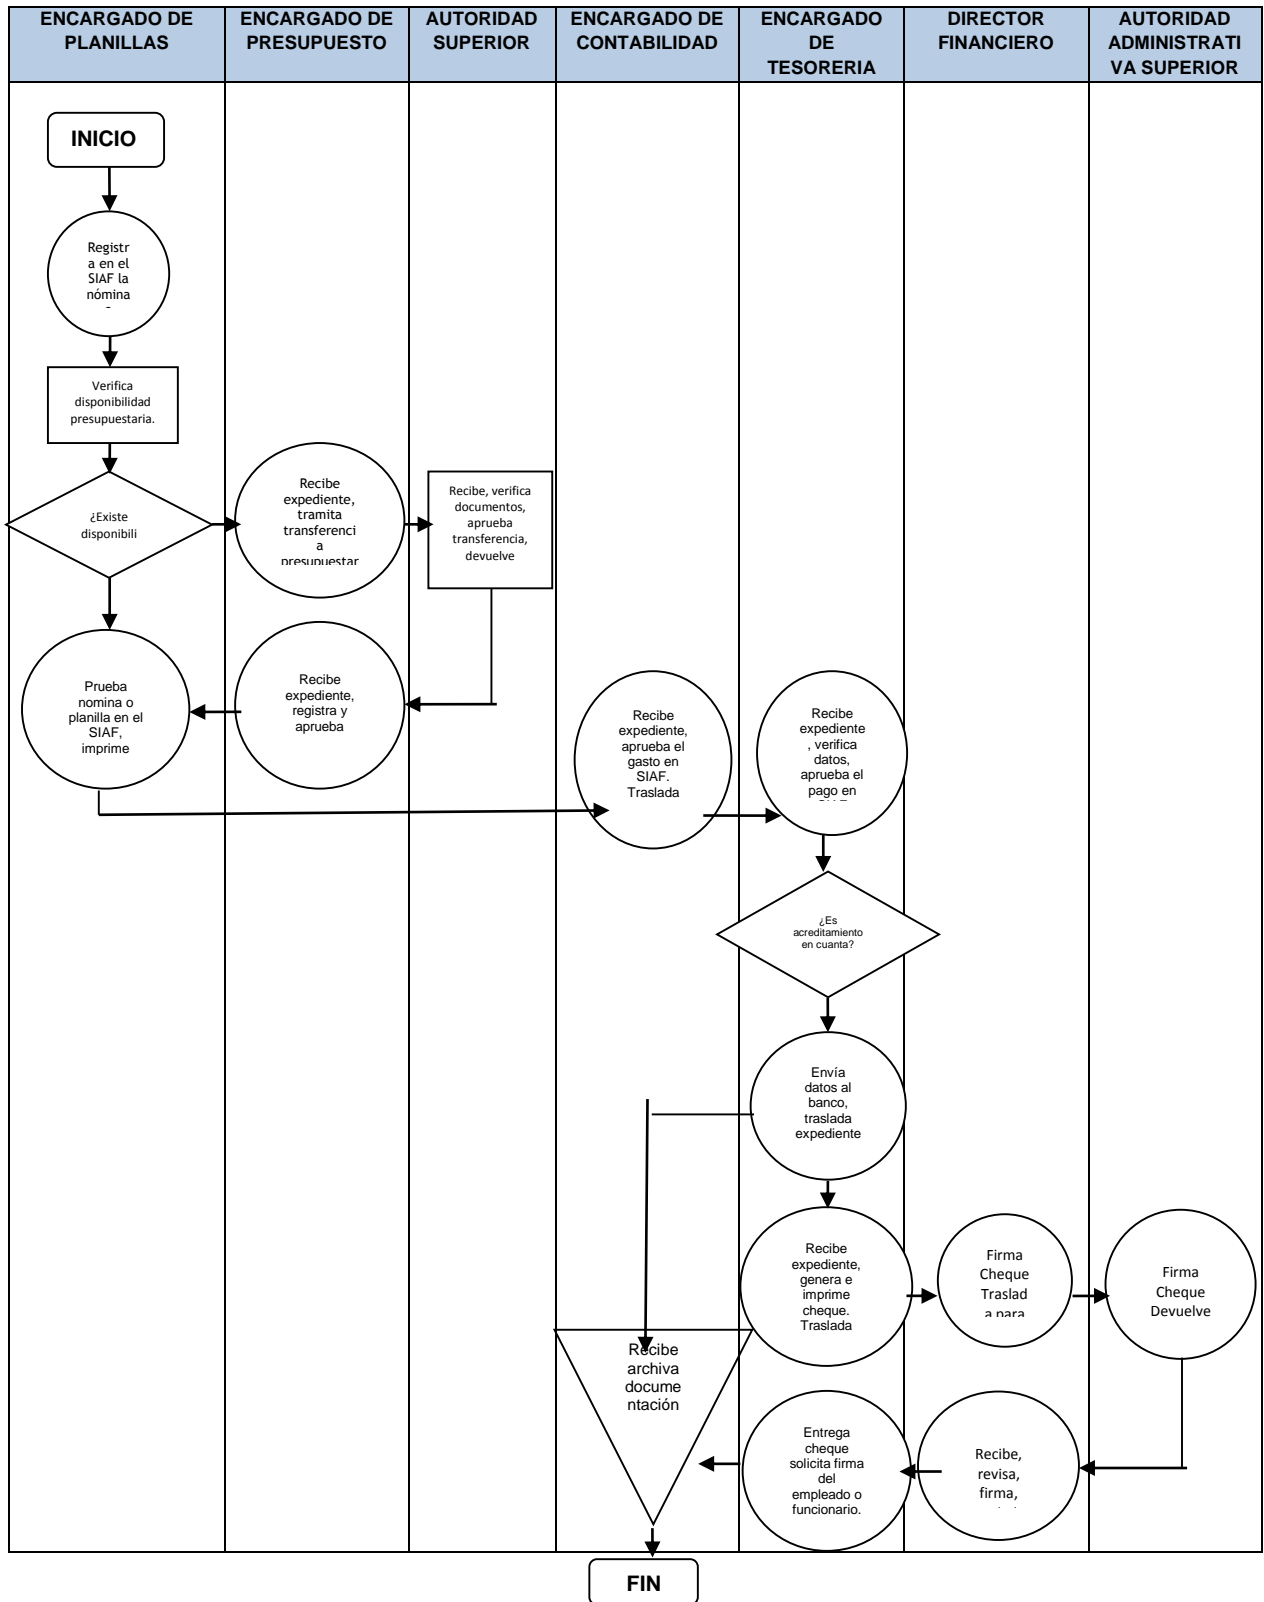 ENCARGADO DE
PLANILLAS
ENCARGADO DE
PRESUPUESTO
AUTORIDAD
SUPERIOR
ENCARGADO DE
CONTABILIDAD
ENCARGADO
DE
TESORERIA
DIRECTOR
FINANCIERO
AUTORIDAD
ADMINISTRATI
VA SUPERIOR
INICIO
Registr
a en el
SIAF la
nómina
Verifica
disponibilidad
presupuestaria.
¿Existe
disponibili
Recibe
expediente,
tramita
transferenci
a
presupuestar
Recibe, verifica
documentos,
aprueba
transferencia,
devuelve
Prueba
nomina o
planilla en el
SIAF,
imprime
Recibe
expediente,
registra y
aprueba
Recibe
expediente,
aprueba el
gasto en
SIAF.
Traslada
Recibe
expediente
, verifica
datos,
aprueba el
pago en
¿Es
acreditamiento
en cuanta?
Envía
datos al
banco,
traslada
expediente
Recibe
expediente,
genera e
imprime
cheque.
Traslada
Firma
Cheque
Traslad
a para
Firma
Cheque
Devuelve
Recibe
archiva
docume
ntación
Entrega
cheque
solicita firma
del
empleado o
funcionario.
Recibe,
revisa,
firma,
FIN